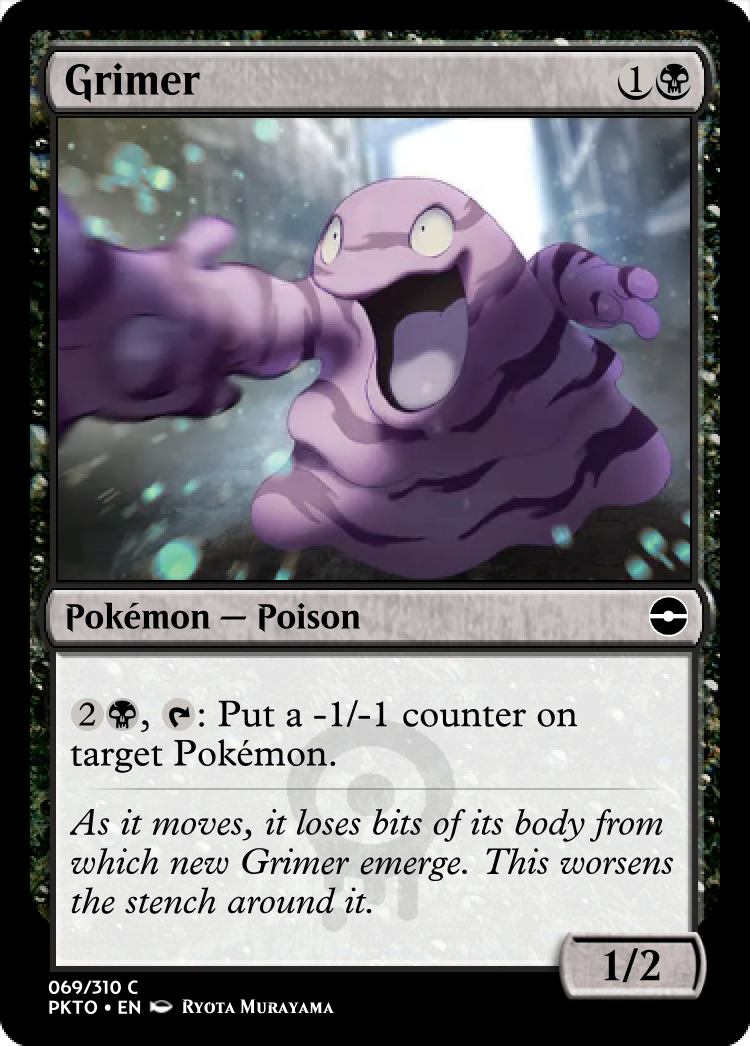 Grimer 1
Pokémon — Poison
2, : Put a -1/-1 counter on
target Pokémon.
As it moves, it loses bits of its body from
which new Grimer emerge. This worsens
the stench around it.
1/2
069/310 C
PKTO • EN Ryota Murayama